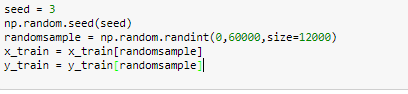 seed = 3
np.random.seed(seed)
randomsample = np.random.randint(0,60000,size=12000)
x_train = x_train[randomsample]
y_train = y_train[randomsample]